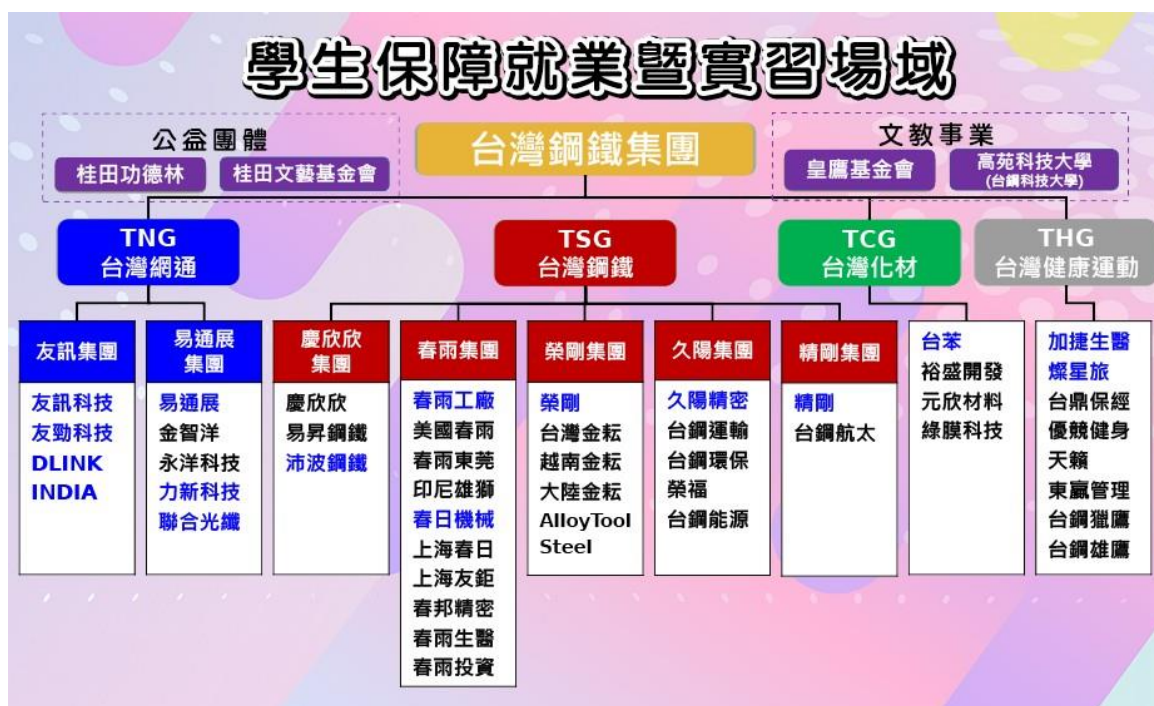 學生保障就業暨實習場域
公益團體
桂田功德林
桂田文藝基金會
台灣鋼鐵集團
文教事業
皇鷹基金會
高苑科技大學
(台鋼科技大學)
TNG
台灣網通
TSG
台灣鋼鐵
TCG
台灣化材
THG
台灣健康運動
友訊集團
友訊科技
友勁科技
DLINK
INDIA
易通展
集團
易通展
金智洋
永洋科技
力新科技
聯合光纖
慶欣欣
集團
慶欣欣
易昇鋼鐵
沛波鋼鐵
春雨集團
春雨工廠
美國春雨
春雨東莞
印尼雄獅
春日機械
上海春日
上海友鉅
春邦精密
春雨生醫
春雨投資
榮剛集團
榮剛
台灣金耘
越南金耘
大陸金耘
AlloyTool
Steel
久陽集團
久陽精密
台鋼運輸
台鋼環保
榮福
台鋼能源
精剛集團
精剛
台鋼航太
台苯
裕盛開發
元欣材料
綠膜科技
加捷生醫
燦星旅
台鼎保經
優競健身
天籟
東贏管理
台鋼獵鷹
台鋼雄鷹